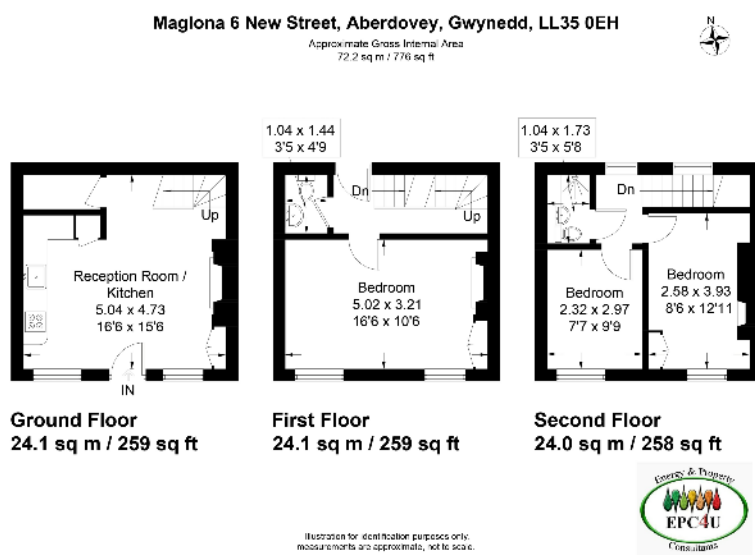 Maglona 6 New Street, Aberdovey, Gwynedd, LL35 0EH
Approximate Gross Internal Area
72.2 sq m / 776 sq ft
N
1.04 x 1.44
3'5 x 4'9
1.04 x 1.73
3'5 x 5'8
Up
Reception Room /
Kitchen
5.04 x 4.73
16'6 x 15'6
IN
Dn
Up
Bedroom
5.02 x 3.21
16'6 x 10'6
Dn
Bedroom
2.32 x 2.97
7'7 x 9'9
Bedroom
2.58 x 3.93
8'6 x 12'11
Ground Floor
24.1 sq m / 259 sq ft
First Floor
24.1 sq m / 259 sq ft
Second Floor
24.0 sq m / 258 sq ft
Energy & Property
EPC4U
Consultants
Illustration for identification purposes only,
measurements are approximate, not to scale.